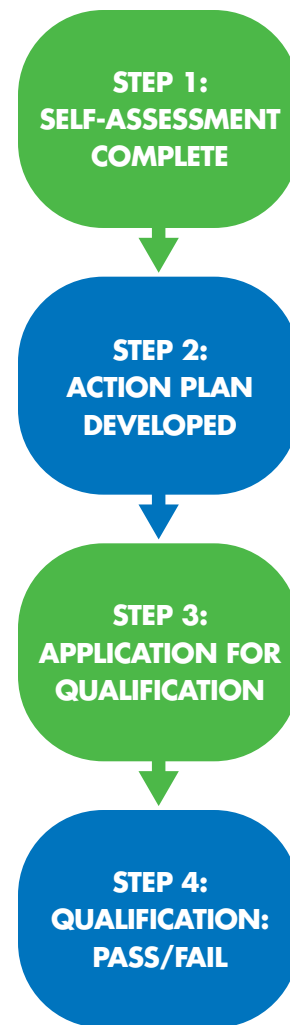 STEP 1:
SELF-ASSESSMENT
COMPLETE
STEP 2:
ACTION PLAN
DEVELOPED
STEP 3:
APPLICATION FOR
QUALIFICATION
STEP 4:
QUALIFICATION:
PASS/FAIL